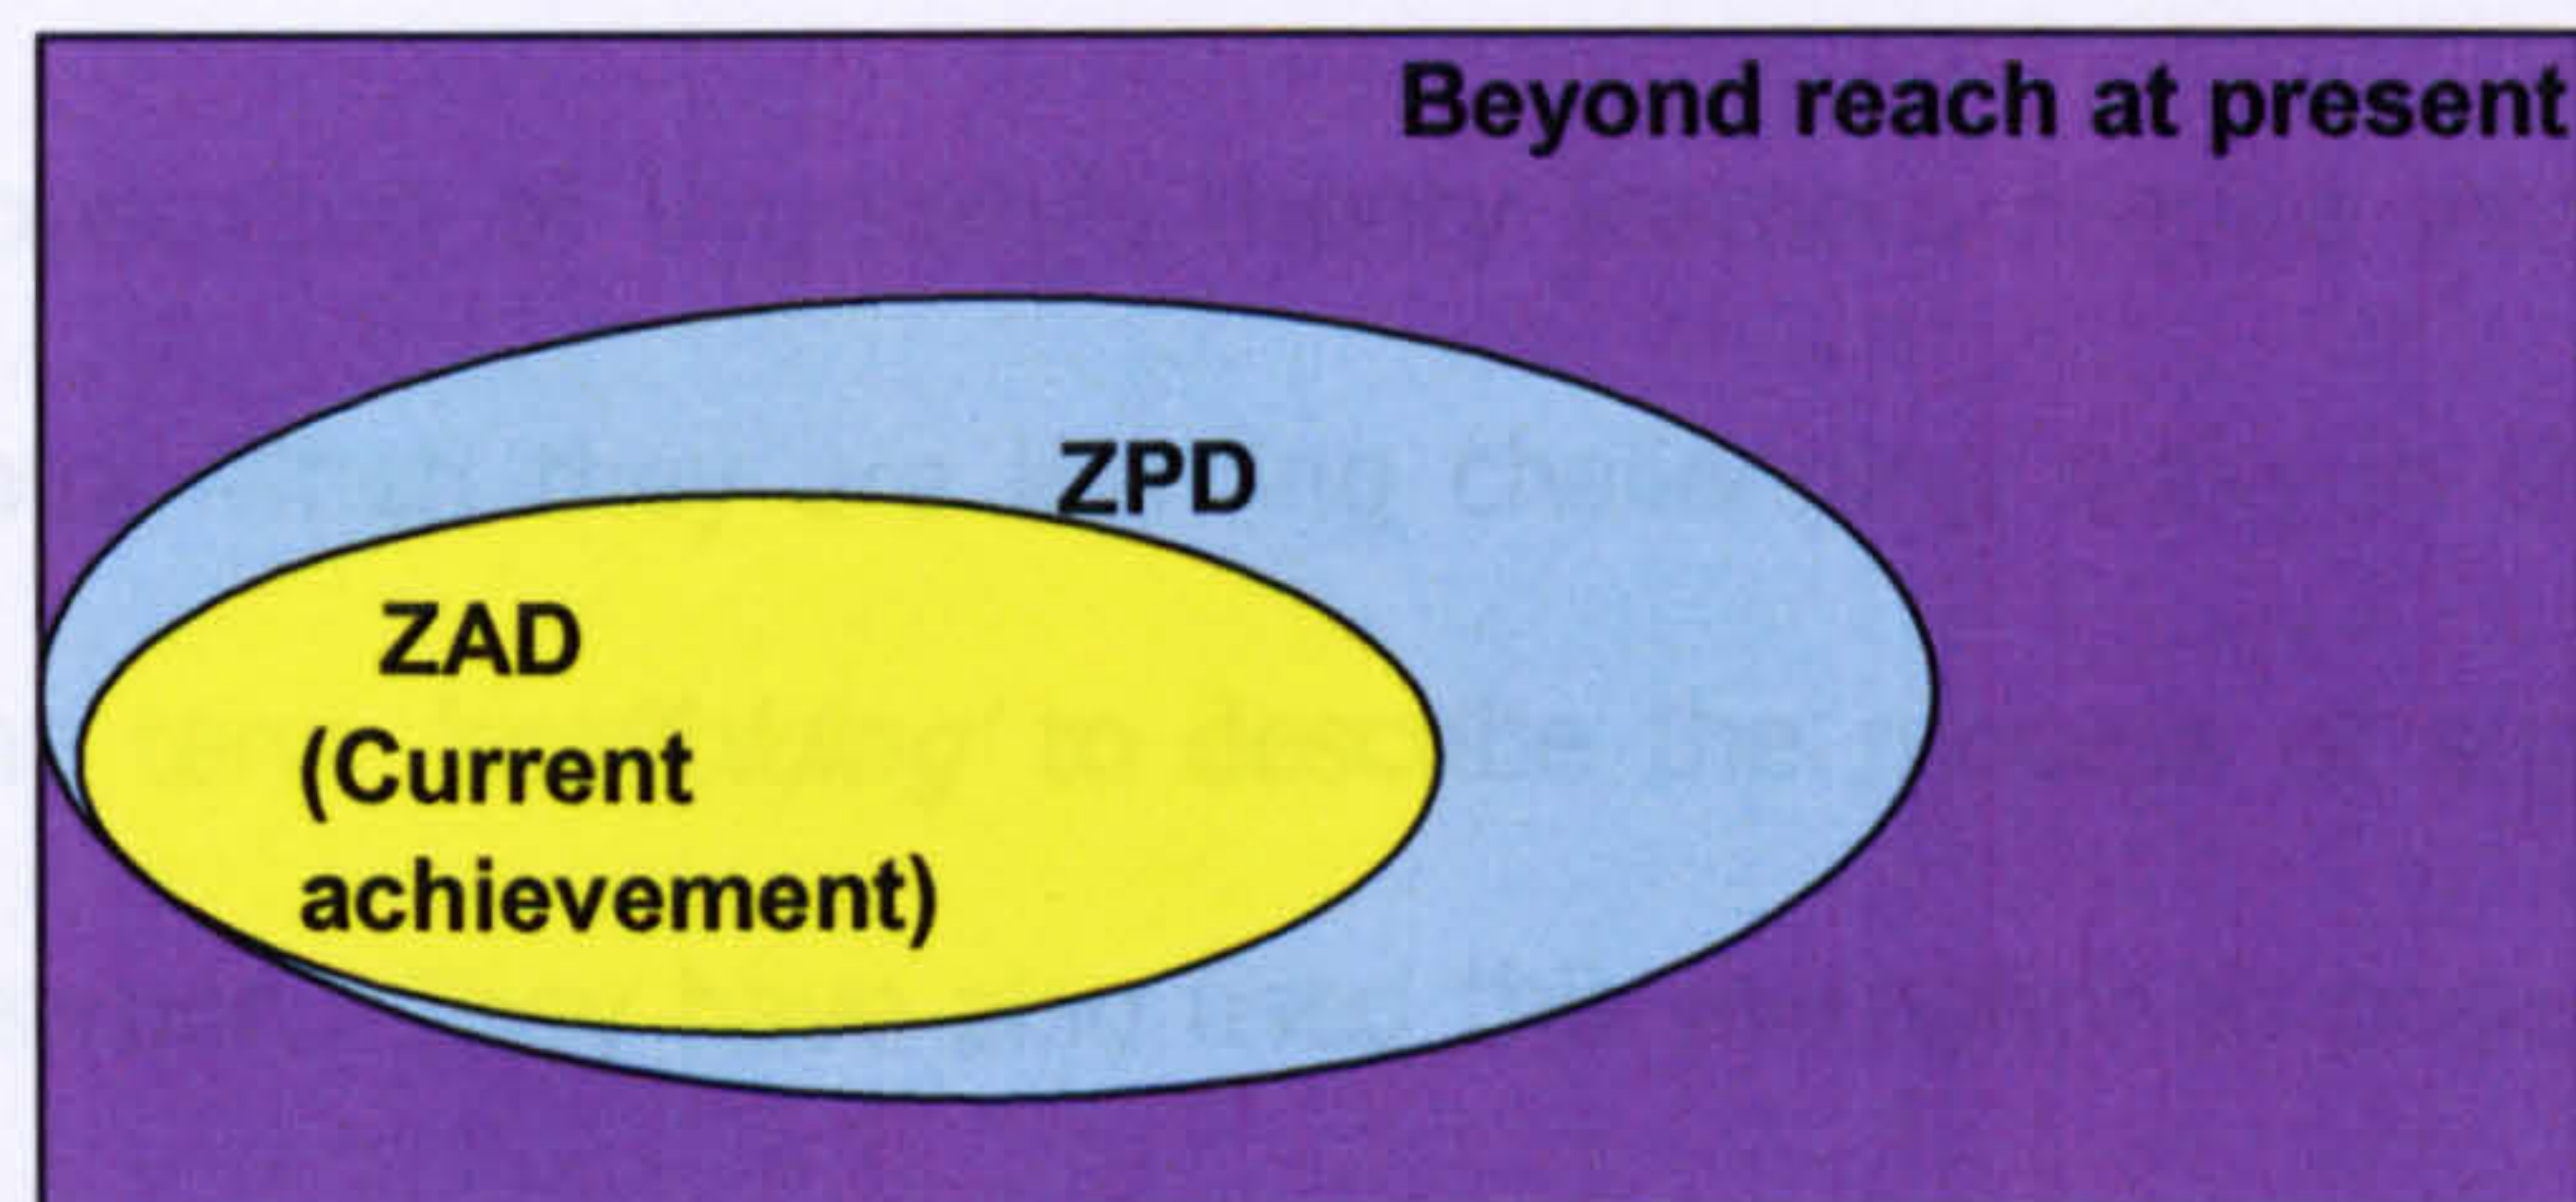 Beyond reach at present
ZPD
ZAD
(Current
achievement)